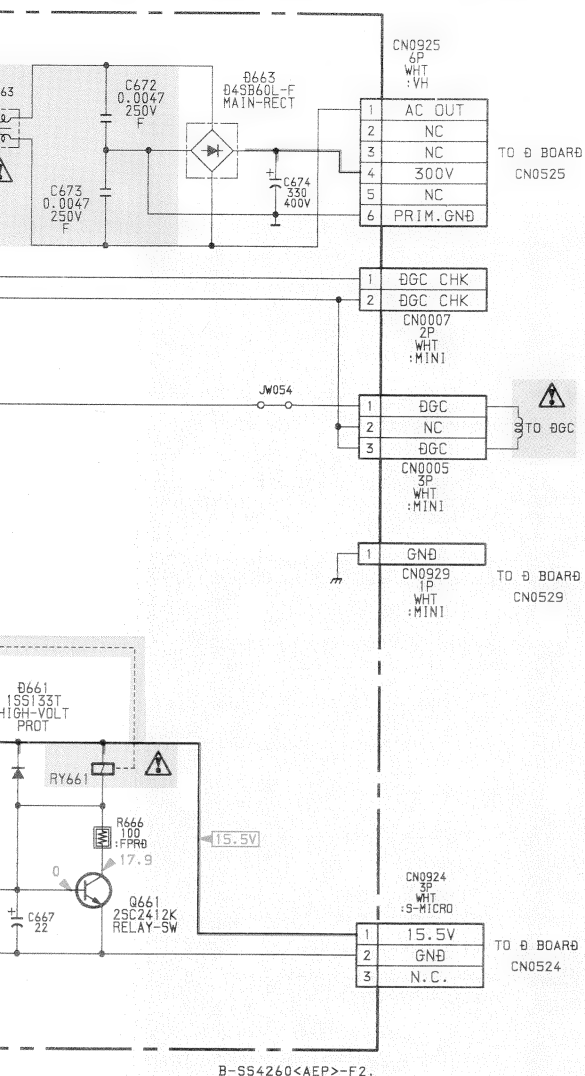 CN0925
6P
WHT
:VH
63
C672
0.0047
250V
F
D663
D4SB60L-F
MAIN-RECT
1 AC OUT
2 NC
3 NC
4 300V
5 NC
6 PRIM.GND
TO D BOARD
CN0525
C673
0.0047
250V
F
+
C674
330
400V
1 DGC CHK
2 DGC CHK
CN0007
2P
WHT
:MINI
JW054
1 DGC
2 NC
3 DGC
TO DGC
CN0005
3P
WHT
:MINI
1 GND
CN0929
1P
WHT
:MINI
TO D BOARD
CN0529
D661
1SS133T
HIGH-VOLT
PROT
RY661
R666
100
:FPRD
15.5V
17.9
0
Q661
2SC2412K
RELAY-SW
+
C667
22
CN0924
3P
WHT
:S-MICRO
1 15.5V
2 GND
3 N.C.
TO D BOARD
CN0524
B-SS4260<AEP>-F2.